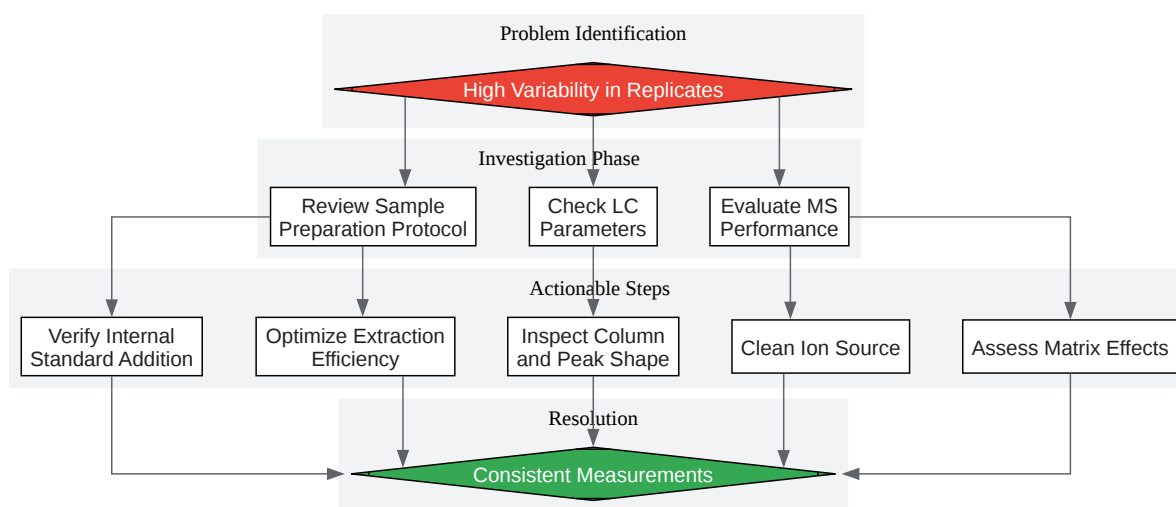 Problem Identification
High Variability in Replicates
Investigation Phase
Review Sample
Preparation Protocol
Check LC
Parameters
Evaluate MS
Performance
Actionable Steps
Verify Internal
Standard Addition
Optimize Extraction
Efficiency
Inspect Column
and Peak Shape
Clean Ion Source
Assess Matrix Effects
Resolution
Consistent Measurements